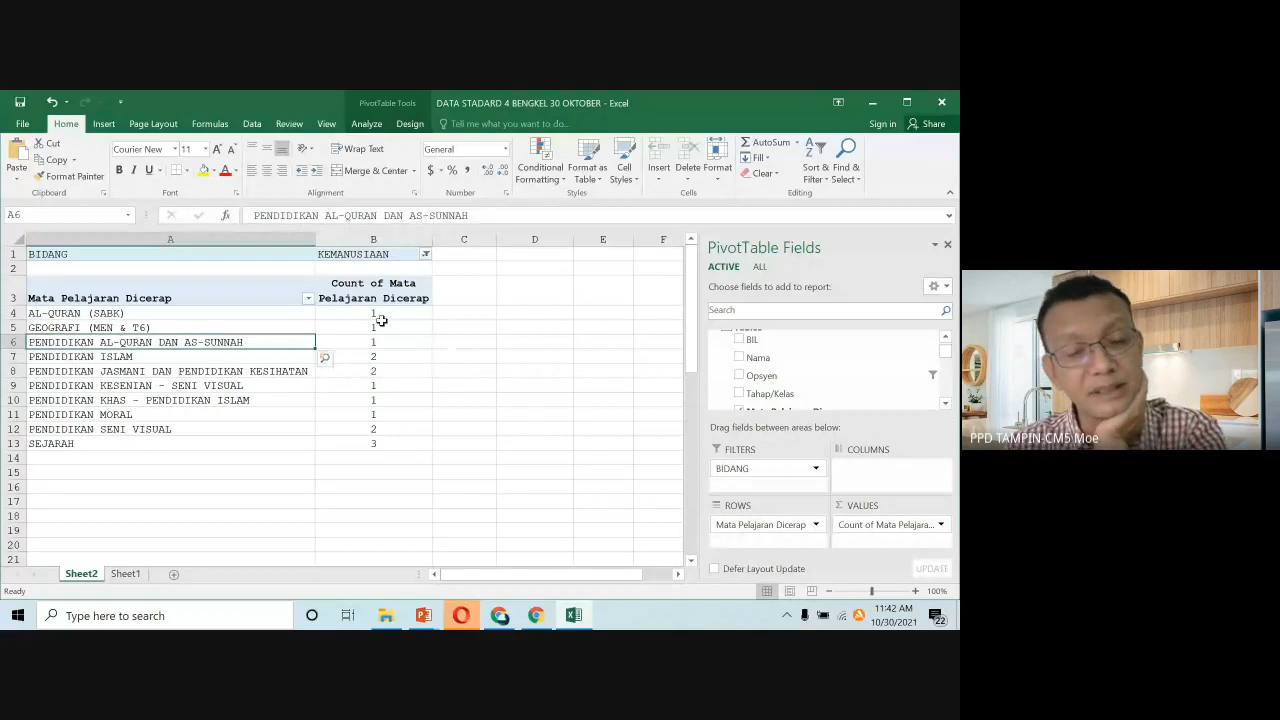 PivotTable Tools
DATA STADARD 4 BENGKEL 30 OKTOBER - Excel
File Home Insert Page Layout Formulas Data Review View Analyze Design Tell me what you want to do... Sign in Share
Paste
Cut
Copy
Format Painter
Clipboard
Courier New 11 A A
B I U A
Font
Wrap Text
Merge & Center
Alignment
General
$ % ,
Number
Conditional Formatting
Format as Table
Cell Styles
Styles
Insert Delete Format
Cells
AutoSum
Fill
Clear
Sort & Filter
Find & Select
Editing
A6 fx PENDIDIKAN AL-QURAN DAN AS-SUNNAH
A B C D E F
1 BIDANG KEMANUSIAAN
2
3 Mata Pelajaran Dicerap Count of Mata Pelajaran Dicerap
4 AL-QURAN (SABK) 1
5 GEOGRAFI (MEN & T6) 1
6 PENDIDIKAN AL-QURAN DAN AS-SUNNAH 1
7 PENDIDIKAN ISLAM 2
8 PENDIDIKAN JASMANI DAN PENDIDIKAN KESIHATAN 2
9 PENDIDIKAN KESENIAN - SENI VISUAL 1
10 PENDIDIKAN KHAS - PENDIDIKAN ISLAM 1
11 PENDIDIKAN MORAL 1
12 PENDIDIKAN SENI VISUAL 2
13 SEJARAH 3
14
15
16
17
18
19
20
21
PivotTable Fields
ACTIVE ALL
Choose fields to add to report:
Search
BIL
Nama
Opsyen
Tahap/Kelas
Drag fields between areas below:
FILTERS COLUMNS
BIDANG
ROWS Σ VALUES
Mata Pelajaran Dicerap Count of Mata Pelajara...
Defer Layout Update UPDATE
Sheet2 Sheet1
Ready 100%
Type here to search
11:42 AM
10/30/2021
22
PPD TAMPIN-CM5 Moe